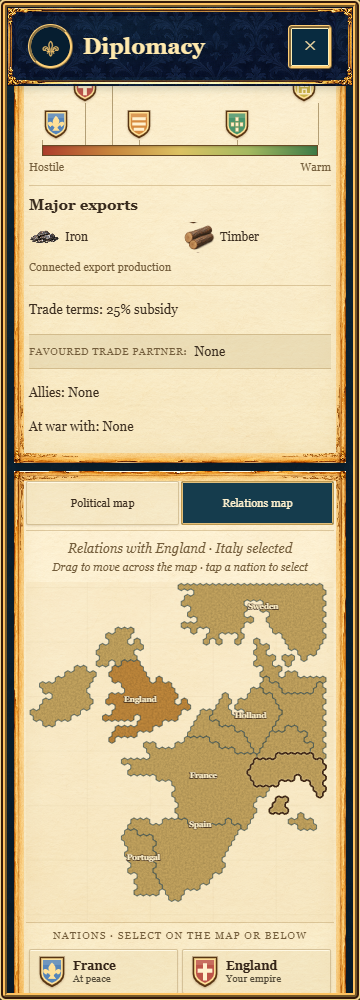 Diplomacy
×
Hostile
Warm
Major exports
Iron
Timber
Connected export production
Trade terms: 25% subsidy
FAVOURED TRADE PARTNER: None
Allies: None
At war with: None
Political map
Relations map
Relations with England · Italy selected
Drag to move across the map · tap a nation to select
Sweden
England
Holland
France
Spain
Portugal
NATIONS · SELECT ON THE MAP OR BELOW
France
At peace
England
Your empire